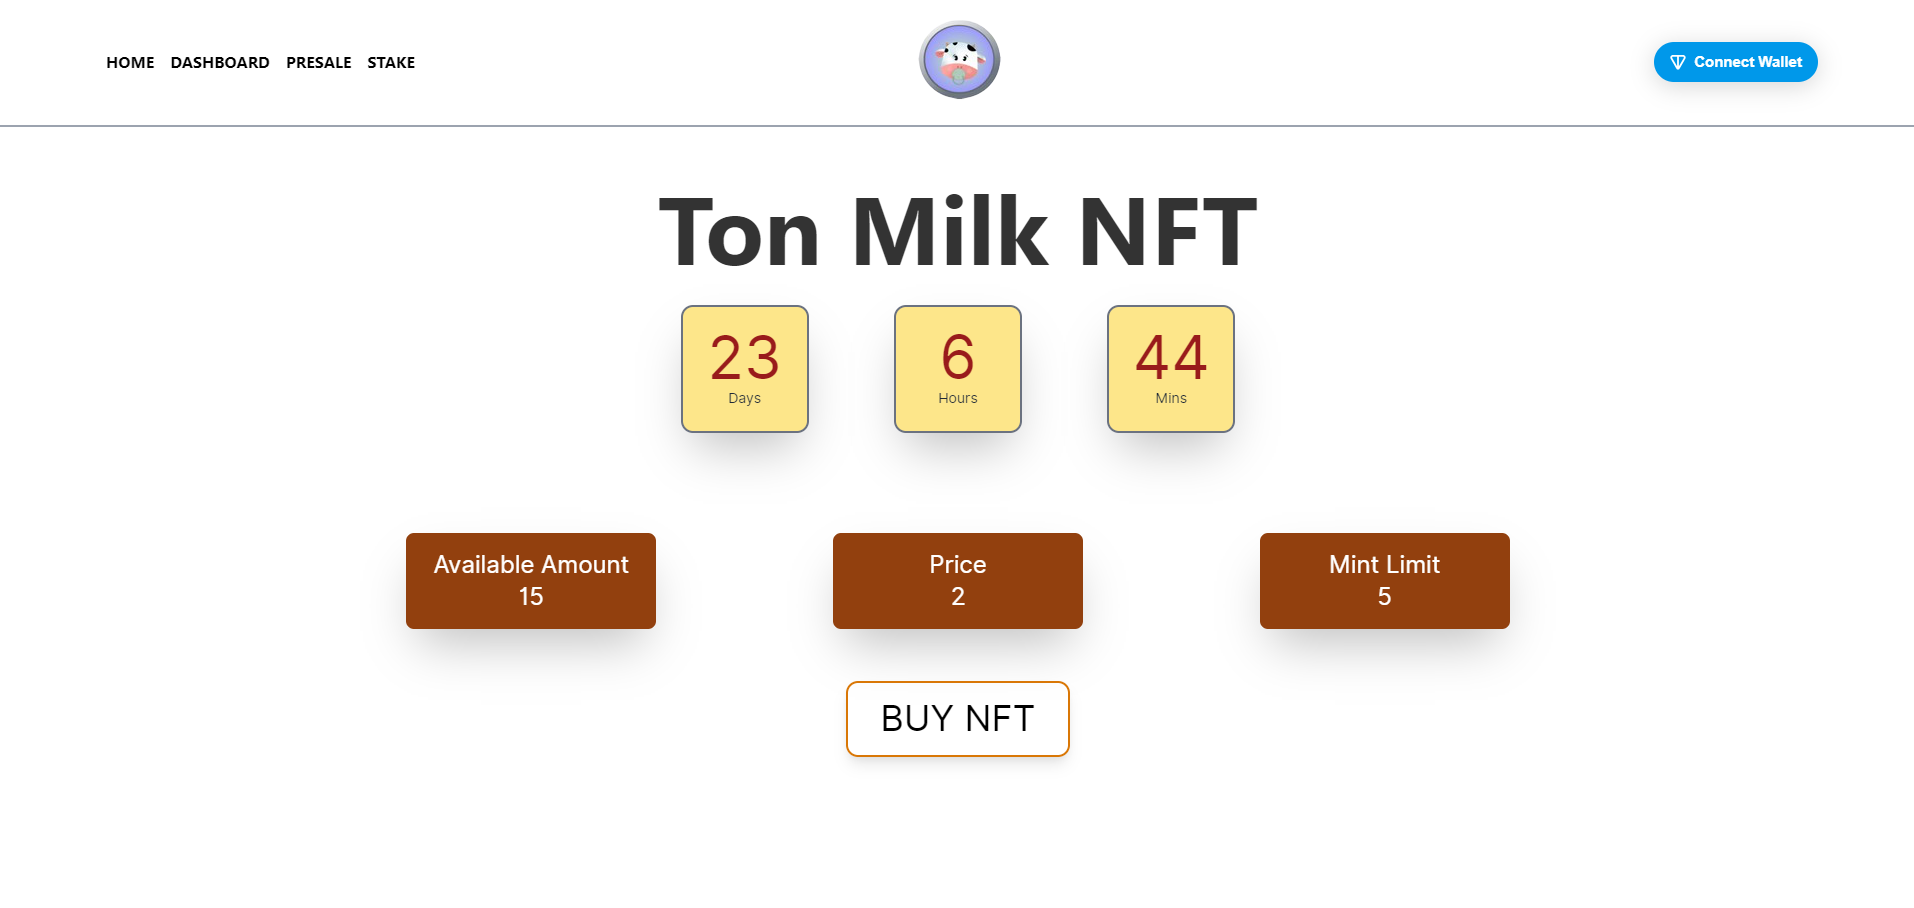 HOME DASHBOARD PRESALE STAKE
Connect Wallet
Ton Milk NFT
23 6 44
Days Hours Mins
Available Amount Price Mint Limit
15 2 5
BUY NFT